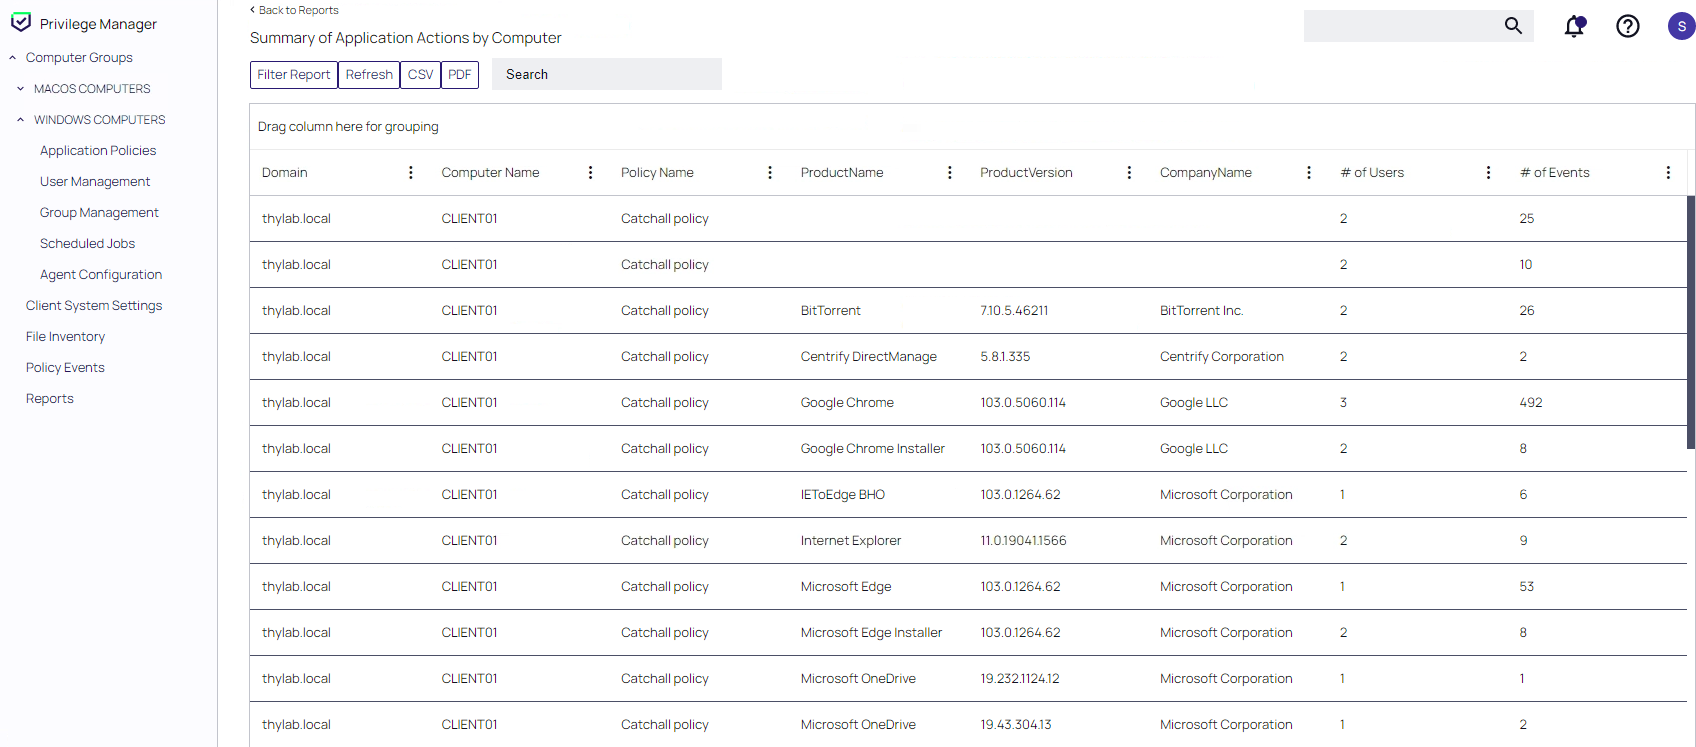 Privilege Manager
Computer Groups
MACOS COMPUTERS
WINDOWS COMPUTERS
Application Policies
User Management
Group Management
Scheduled Jobs
Agent Configuration
Client System Settings
File Inventory
Policy Events
Reports
Back to Reports
S
Summary of Application Actions by Computer
Filter Report Refresh CSV PDF Search
Drag column here for grouping
Domain Computer Name Policy Name ProductName ProductVersion CompanyName # of Users # of Events
thylab.local CLIENT01 Catchall policy 2 25
thylab.local CLIENT01 Catchall policy 2 10
thylab.local CLIENT01 Catchall policy BitTorrent 7.10.5.46211 BitTorrent Inc. 2 26
thylab.local CLIENT01 Catchall policy Centrify DirectManage 5.8.1.335 Centrify Corporation 2 2
thylab.local CLIENT01 Catchall policy Google Chrome 103.0.5060.114 Google LLC 3 492
thylab.local CLIENT01 Catchall policy Google Chrome Installer 103.0.5060.114 Google LLC 2 8
thylab.local CLIENT01 Catchall policy IEToEdge BHO 103.0.1264.62 Microsoft Corporation 1 6
thylab.local CLIENT01 Catchall policy Internet Explorer 11.0.19041.1566 Microsoft Corporation 2 9
thylab.local CLIENT01 Catchall policy Microsoft Edge 103.0.1264.62 Microsoft Corporation 1 53
thylab.local CLIENT01 Catchall policy Microsoft Edge Installer 103.0.1264.62 Microsoft Corporation 2 8
thylab.local CLIENT01 Catchall policy Microsoft OneDrive 19.232.1124.12 Microsoft Corporation 1 1
thylab.local CLIENT01 Catchall policy Microsoft OneDrive 19.43.304.13 Microsoft Corporation 1 2